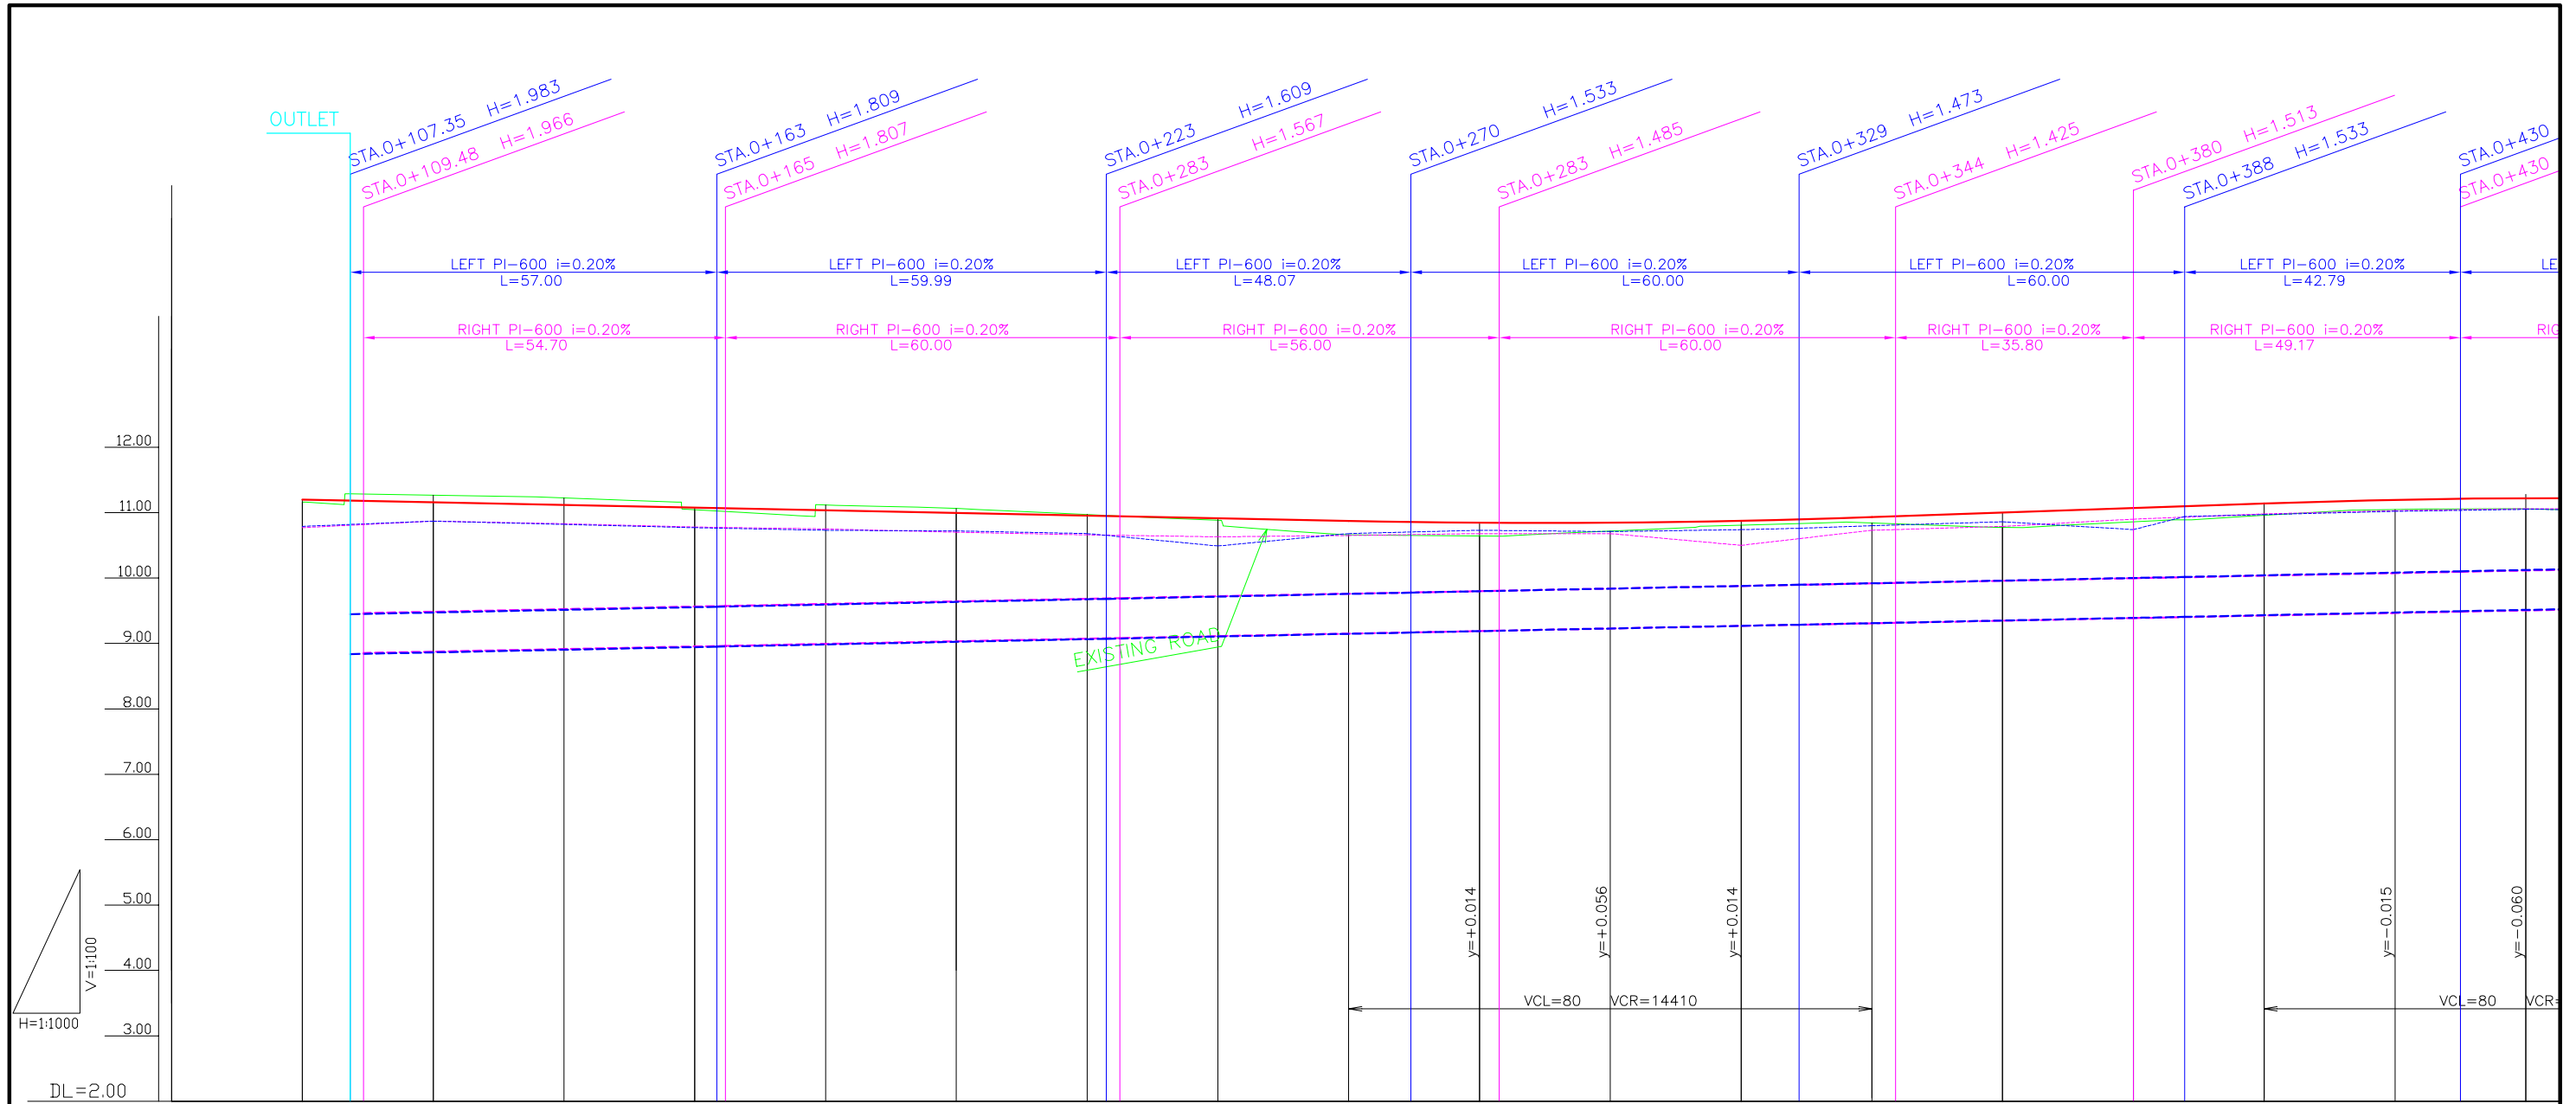 OUTLET
STA.0+107.35 H=1.983
STA.0+109.48 H=1.966
STA.0+163 H=1.809
STA.0+165 H=1.807
STA.0+223 H=1.609
STA.0+283 H=1.567
STA.0+270 H=1.533
STA.0+283 H=1.485
STA.0+329 H=1.473
STA.0+344 H=1.425
STA.0+380 H=1.513
STA.0+388 H=1.533
STA.0+430
STA.0+430
LEFT PI-600 i=0.20%
L=57.00
LEFT PI-600 i=0.20%
L=59.99
LEFT PI-600 i=0.20%
L=48.07
LEFT PI-600 i=0.20%
L=60.00
LEFT PI-600 i=0.20%
L=60.00
LEFT PI-600 i=0.20%
L=42.79
LE
RIGHT PI-600 i=0.20%
L=54.70
RIGHT PI-600 i=0.20%
L=60.00
RIGHT PI-600 i=0.20%
L=56.00
RIGHT PI-600 i=0.20%
L=60.00
RIGHT PI-600 i=0.20%
L=35.80
RIGHT PI-600 i=0.20%
L=49.17
RIG
12.00
11.00
10.00
9.00
8.00
7.00
6.00
5.00
4.00
3.00
DL=2.00
EXISTING ROAD
V=1:100
H=1:1000
y=+0.014
y=+0.056
y=+0.014
y=-0.015
y=-0.060
VCL=80 VCR=14410
VCL=80 VCR=